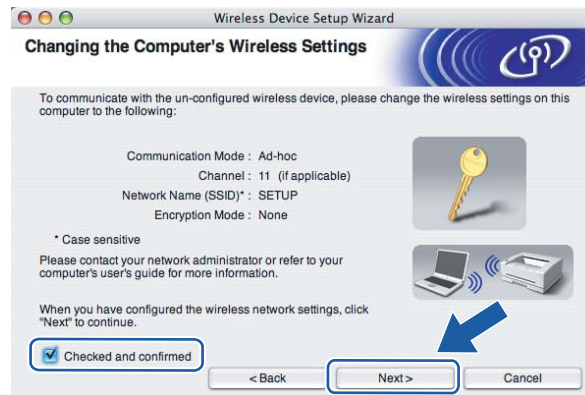 Wireless Device Setup Wizard
Changing the Computer's Wireless Settings
To communicate with the un-configured wireless device, please change the wireless settings on this
computer to the following:
Communication Mode : Ad-hoc
Channel : 11 (if applicable)
Network Name (SSID)* : SETUP
Encryption Mode : None
* Case sensitive
Please contact your network administrator or refer to your
computer's user's guide for more information.
When you have configured the wireless network settings, click
"Next" to continue.
Checked and confirmed
< Back Next > Cancel